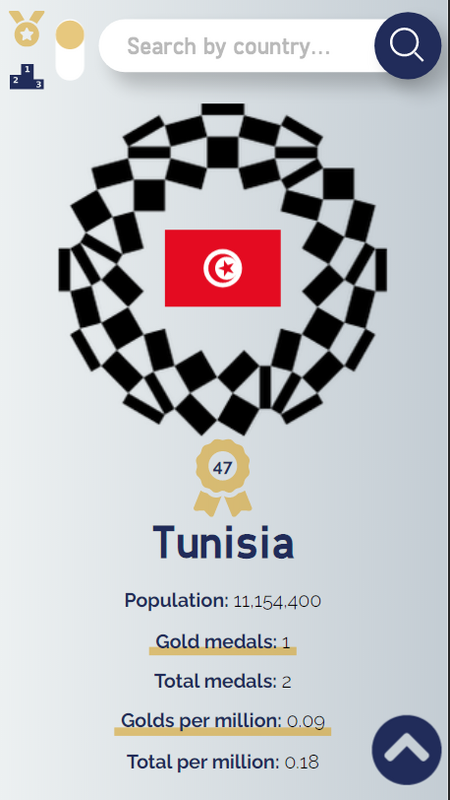 1
2
3
Search by country...
47
Tunisia
Population: 11,154,400
Gold medals: 1
Total medals: 2
Golds per million: 0.09
Total per million: 0.18